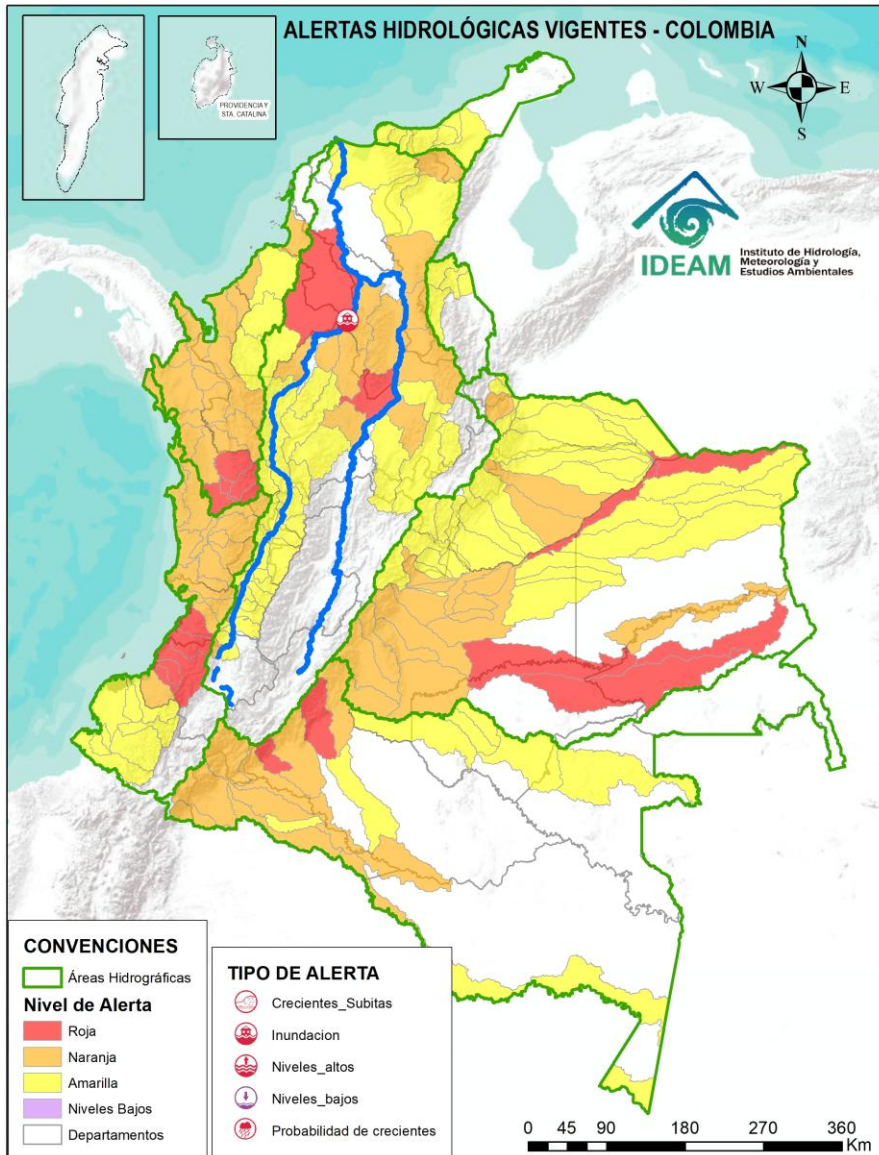 ALERTAS HIDROLÓGICAS VIGENTES - COLOMBIA
PROVIDENCIA Y
STA. CATALINA
N
W
E
S
IDEAM
Instituto de Hidrología,
Meteorología y
Estudios Ambientales
CONVENCIONES
Áreas Hidrográficas
Nivel de Alerta
Roja
Naranja
Amarilla
Niveles Bajos
Departamentos
TIPO DE ALERTA
Crecientes_Subitas
Inundacion
Niveles_altos
Niveles_bajos
Probabilidad de crecientes
0 45 90 180 270 360
Km